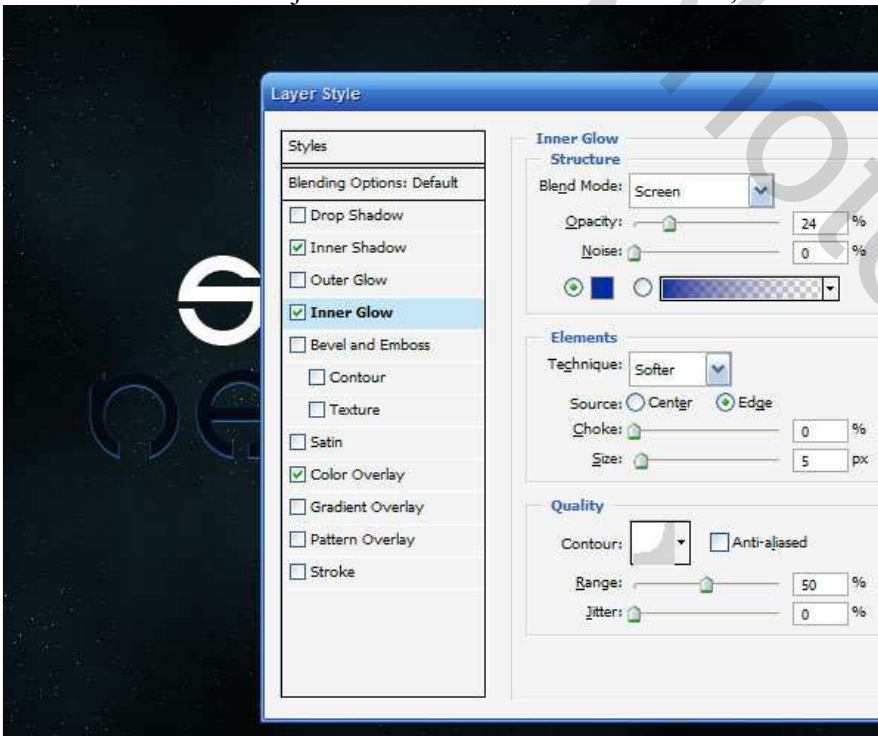 Layer Style
Styles
Blending Options: Default
Drop Shadow
Inner Shadow
Outer Glow
Inner Glow
Bevel and Emboss
Contour
Texture
Satin
Color Overlay
Gradient Overlay
Pattern Overlay
Stroke
Inner Glow
Structure
Blend Mode: Screen
Opacity: 24 %
Noise: 0 %
Elements
Technique: Softer
Source: Center Edge
Choke: 0 %
Size: 5 px
Quality
Contour: Anti-aliased
Range: 50 %
Jitter: 0 %